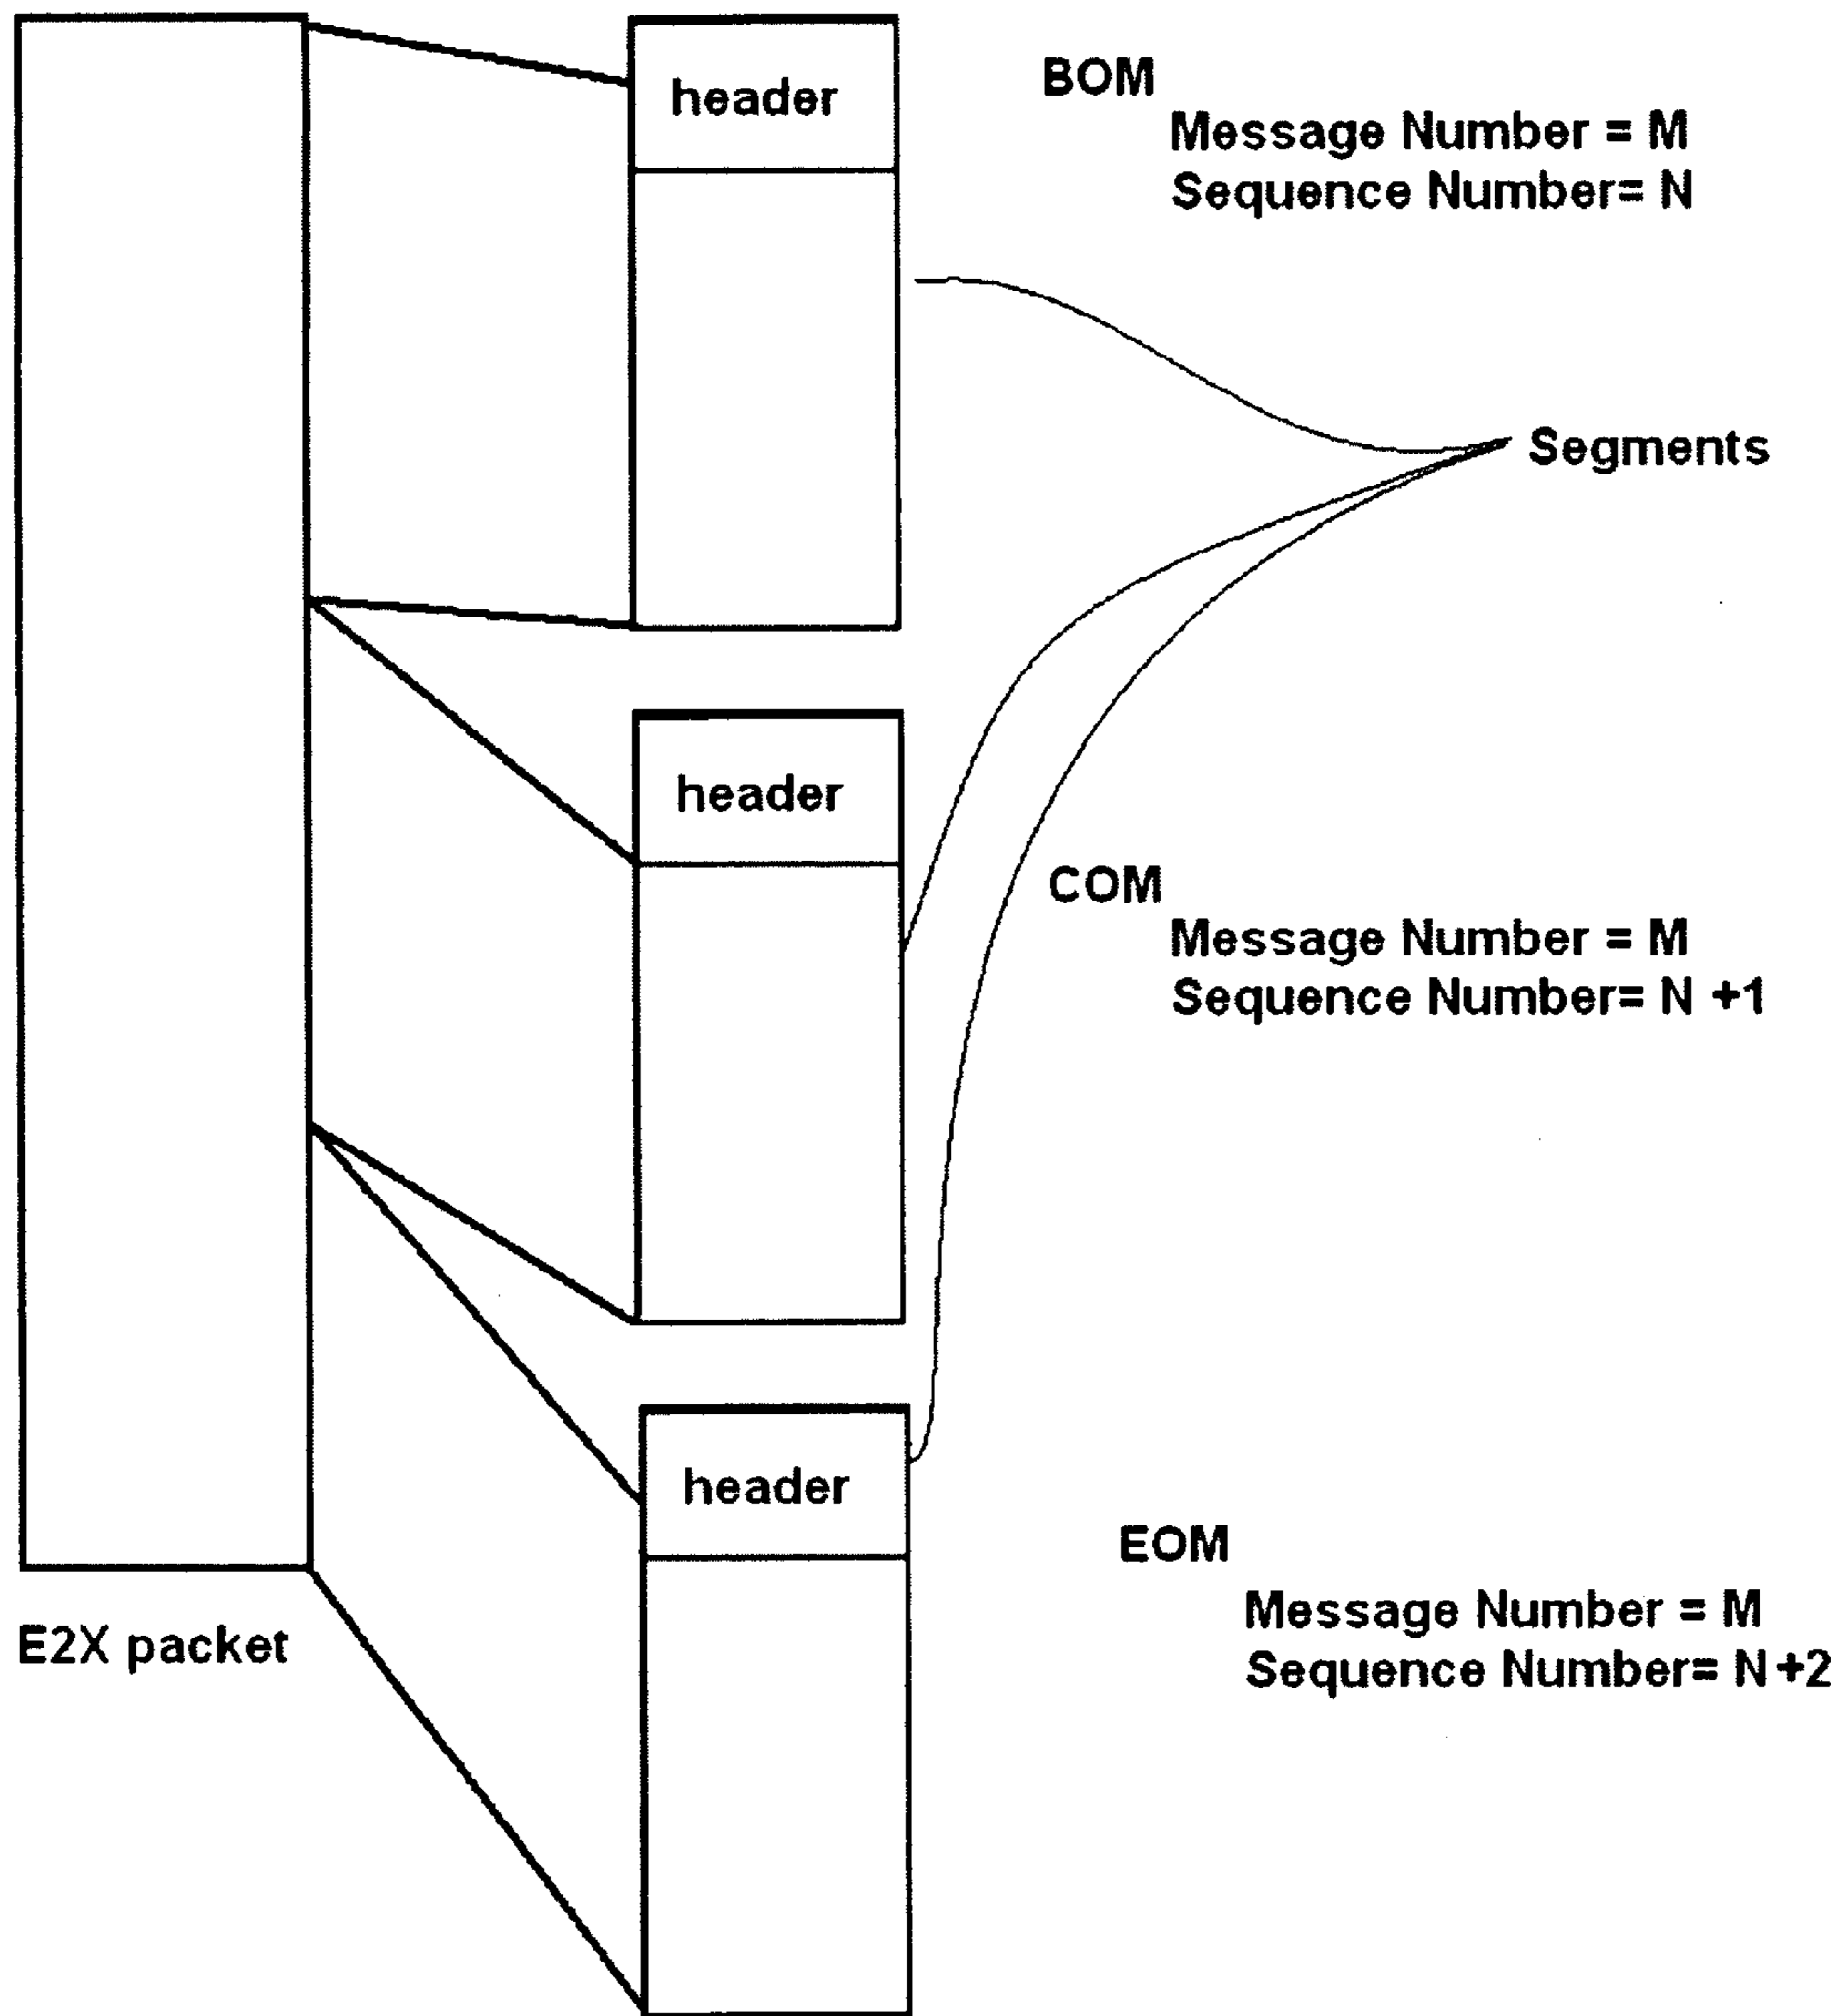 header
BOM
Message Number = M
Sequence Number= N
Segments
header
COM
Message Number = M
Sequence Number= N +1
header
EOM
Message Number = M
Sequence Number= N+2
E2X packet